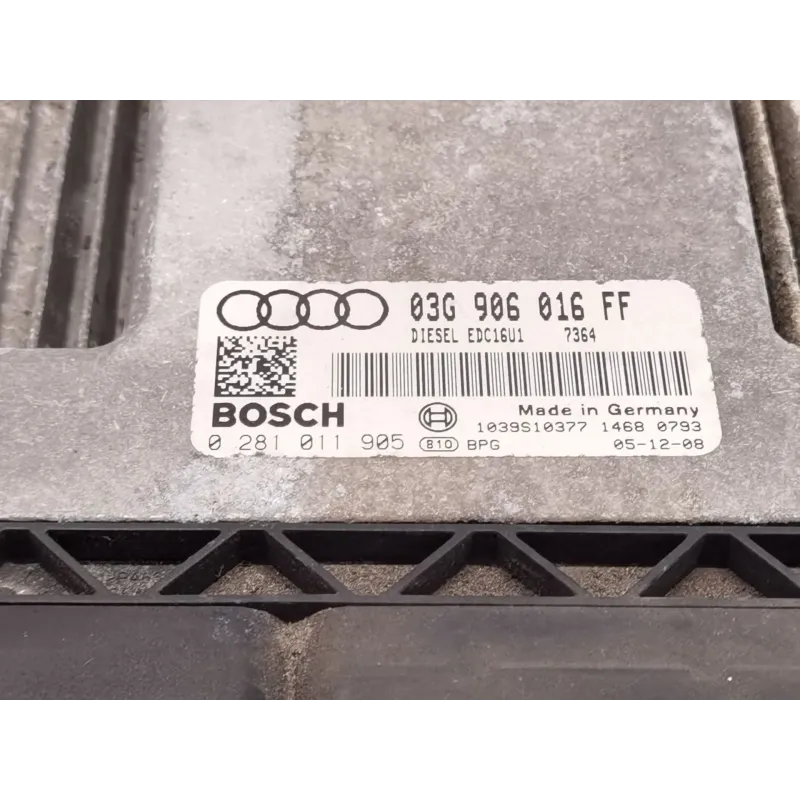 03G 906 016 FF
DIESEL EDC16U1 7364
BOSCH
Made in Germany
1039S10377 1468 0793
0 281 011 905 810 BPG 05-12-08